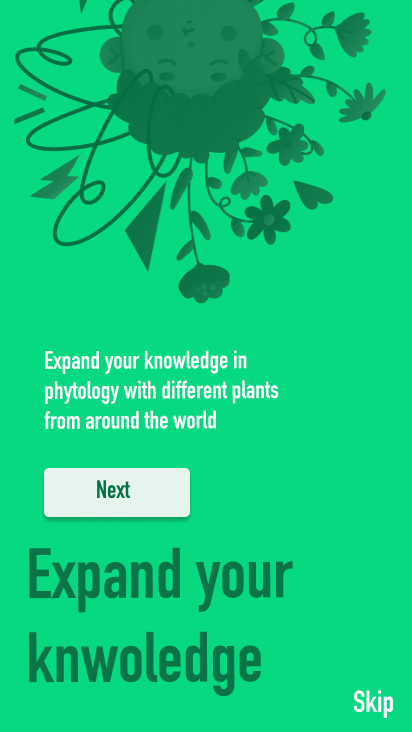 Expand your knowledge in
phytology with different plants
from around the world
Next
Expand your
knwoledge
Skip